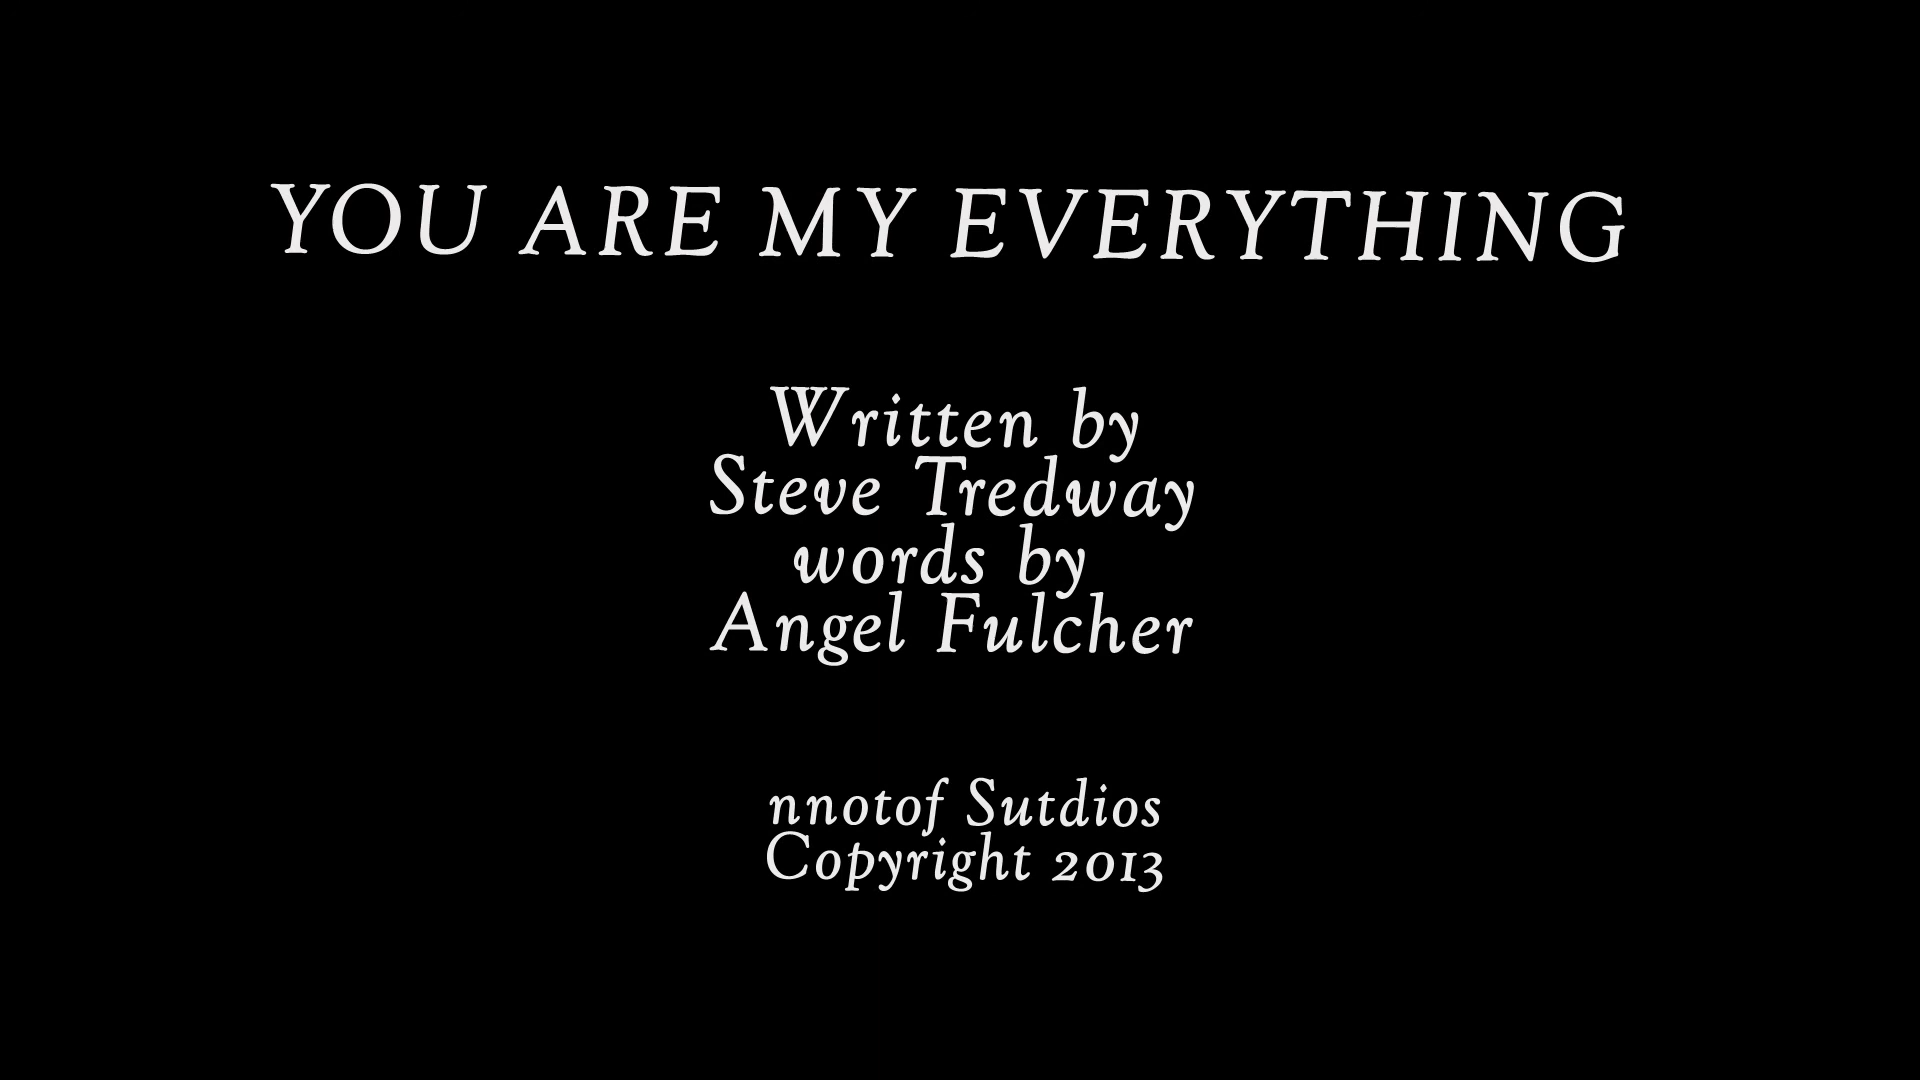 YOU ARE MY EVERYTHING
Written by
Steve Tredway
words by
Angel Fulcher
nnotof Sutdios
Copyright 2013